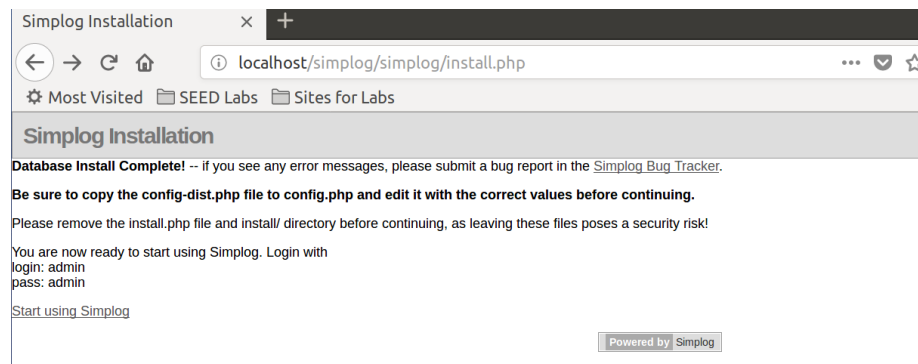 Simplog Installation
localhost/simplog/simplog/install.php
Most Visited SEED Labs Sites for Labs
Simplog Installation
Database Install Complete! -- if you see any error messages, please submit a bug report in the Simplog Bug Tracker.
Be sure to copy the config-dist.php file to config.php and edit it with the correct values before continuing.
Please remove the install.php file and install/ directory before continuing, as leaving these files poses a security risk!
You are now ready to start using Simplog. Login with
login: admin
pass: admin
Start using Simplog
Powered by Simplog